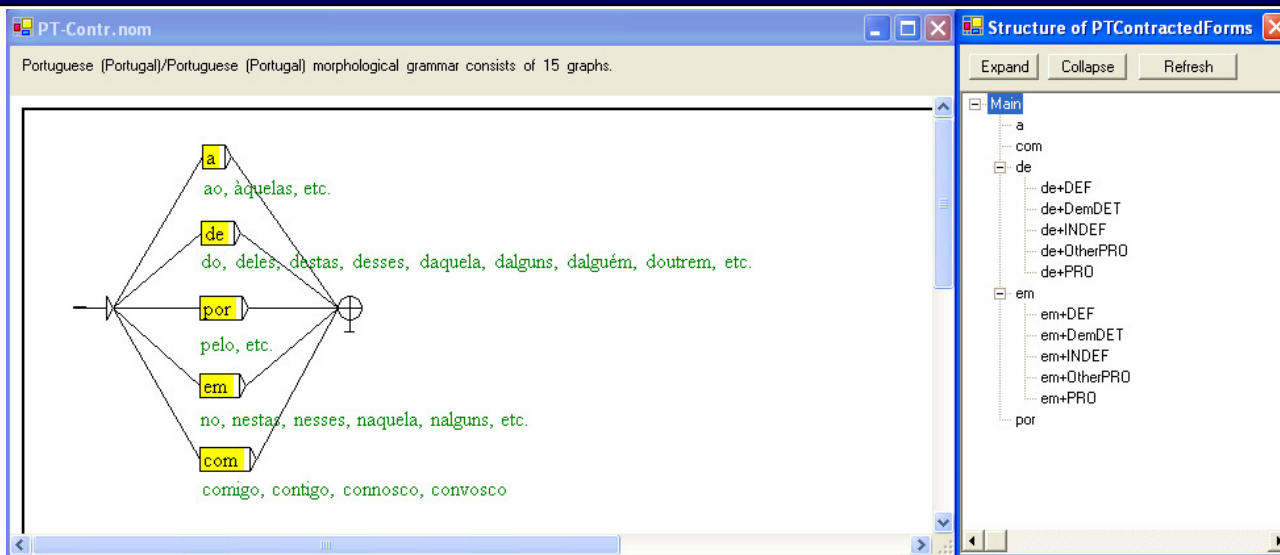 PT-Contr.nom
Portuguese (Portugal)/Portuguese (Portugal) morphological grammar consists of 15 graphs.
a
ao, àquelas, etc.
de
do, deles, destas, desses, daquela, dalguns, dalguém, doutrem, etc.
por
pelo, etc.
em
no, nestas, nesses, naquela, nalguns, etc.
com
comigo, contigo, connosco, convosco
Structure of PTContractedForms
Expand Collapse Refresh
Main
a
com
de
de+DEF
de+DemDET
de+INDEF
de+OtherPRO
de+PRO
em
em+DEF
em+DemDET
em+INDEF
em+OtherPRO
em+PRO
por